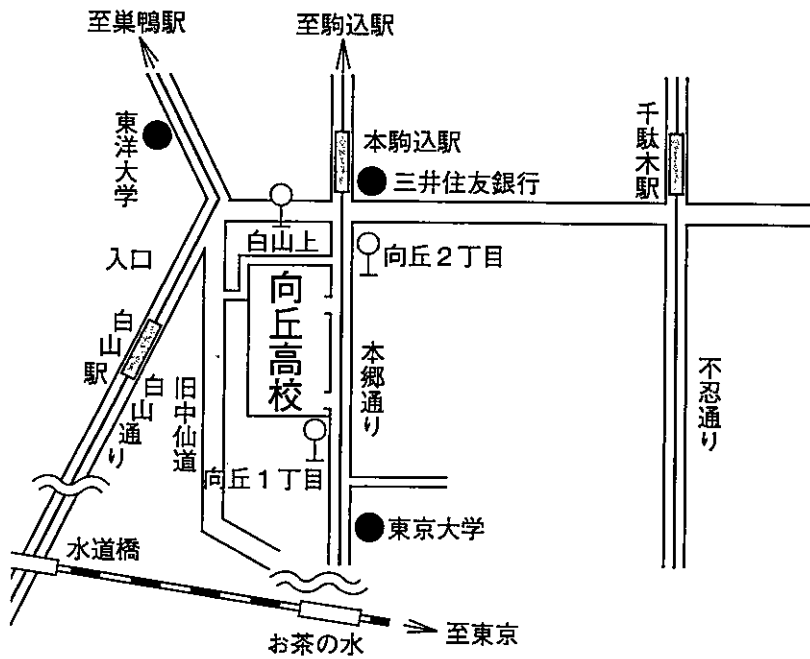 至巣鴨駅
至駒込駅
東洋大学
本駒込駅
三井住友銀行
千駄木駅
白山上
向丘2丁目
入口
向丘高校
白山駅
白山通り
旧中仙道
本郷通り
不忍通り
向丘1丁目
東京大学
水道橋
お茶の水
至東京